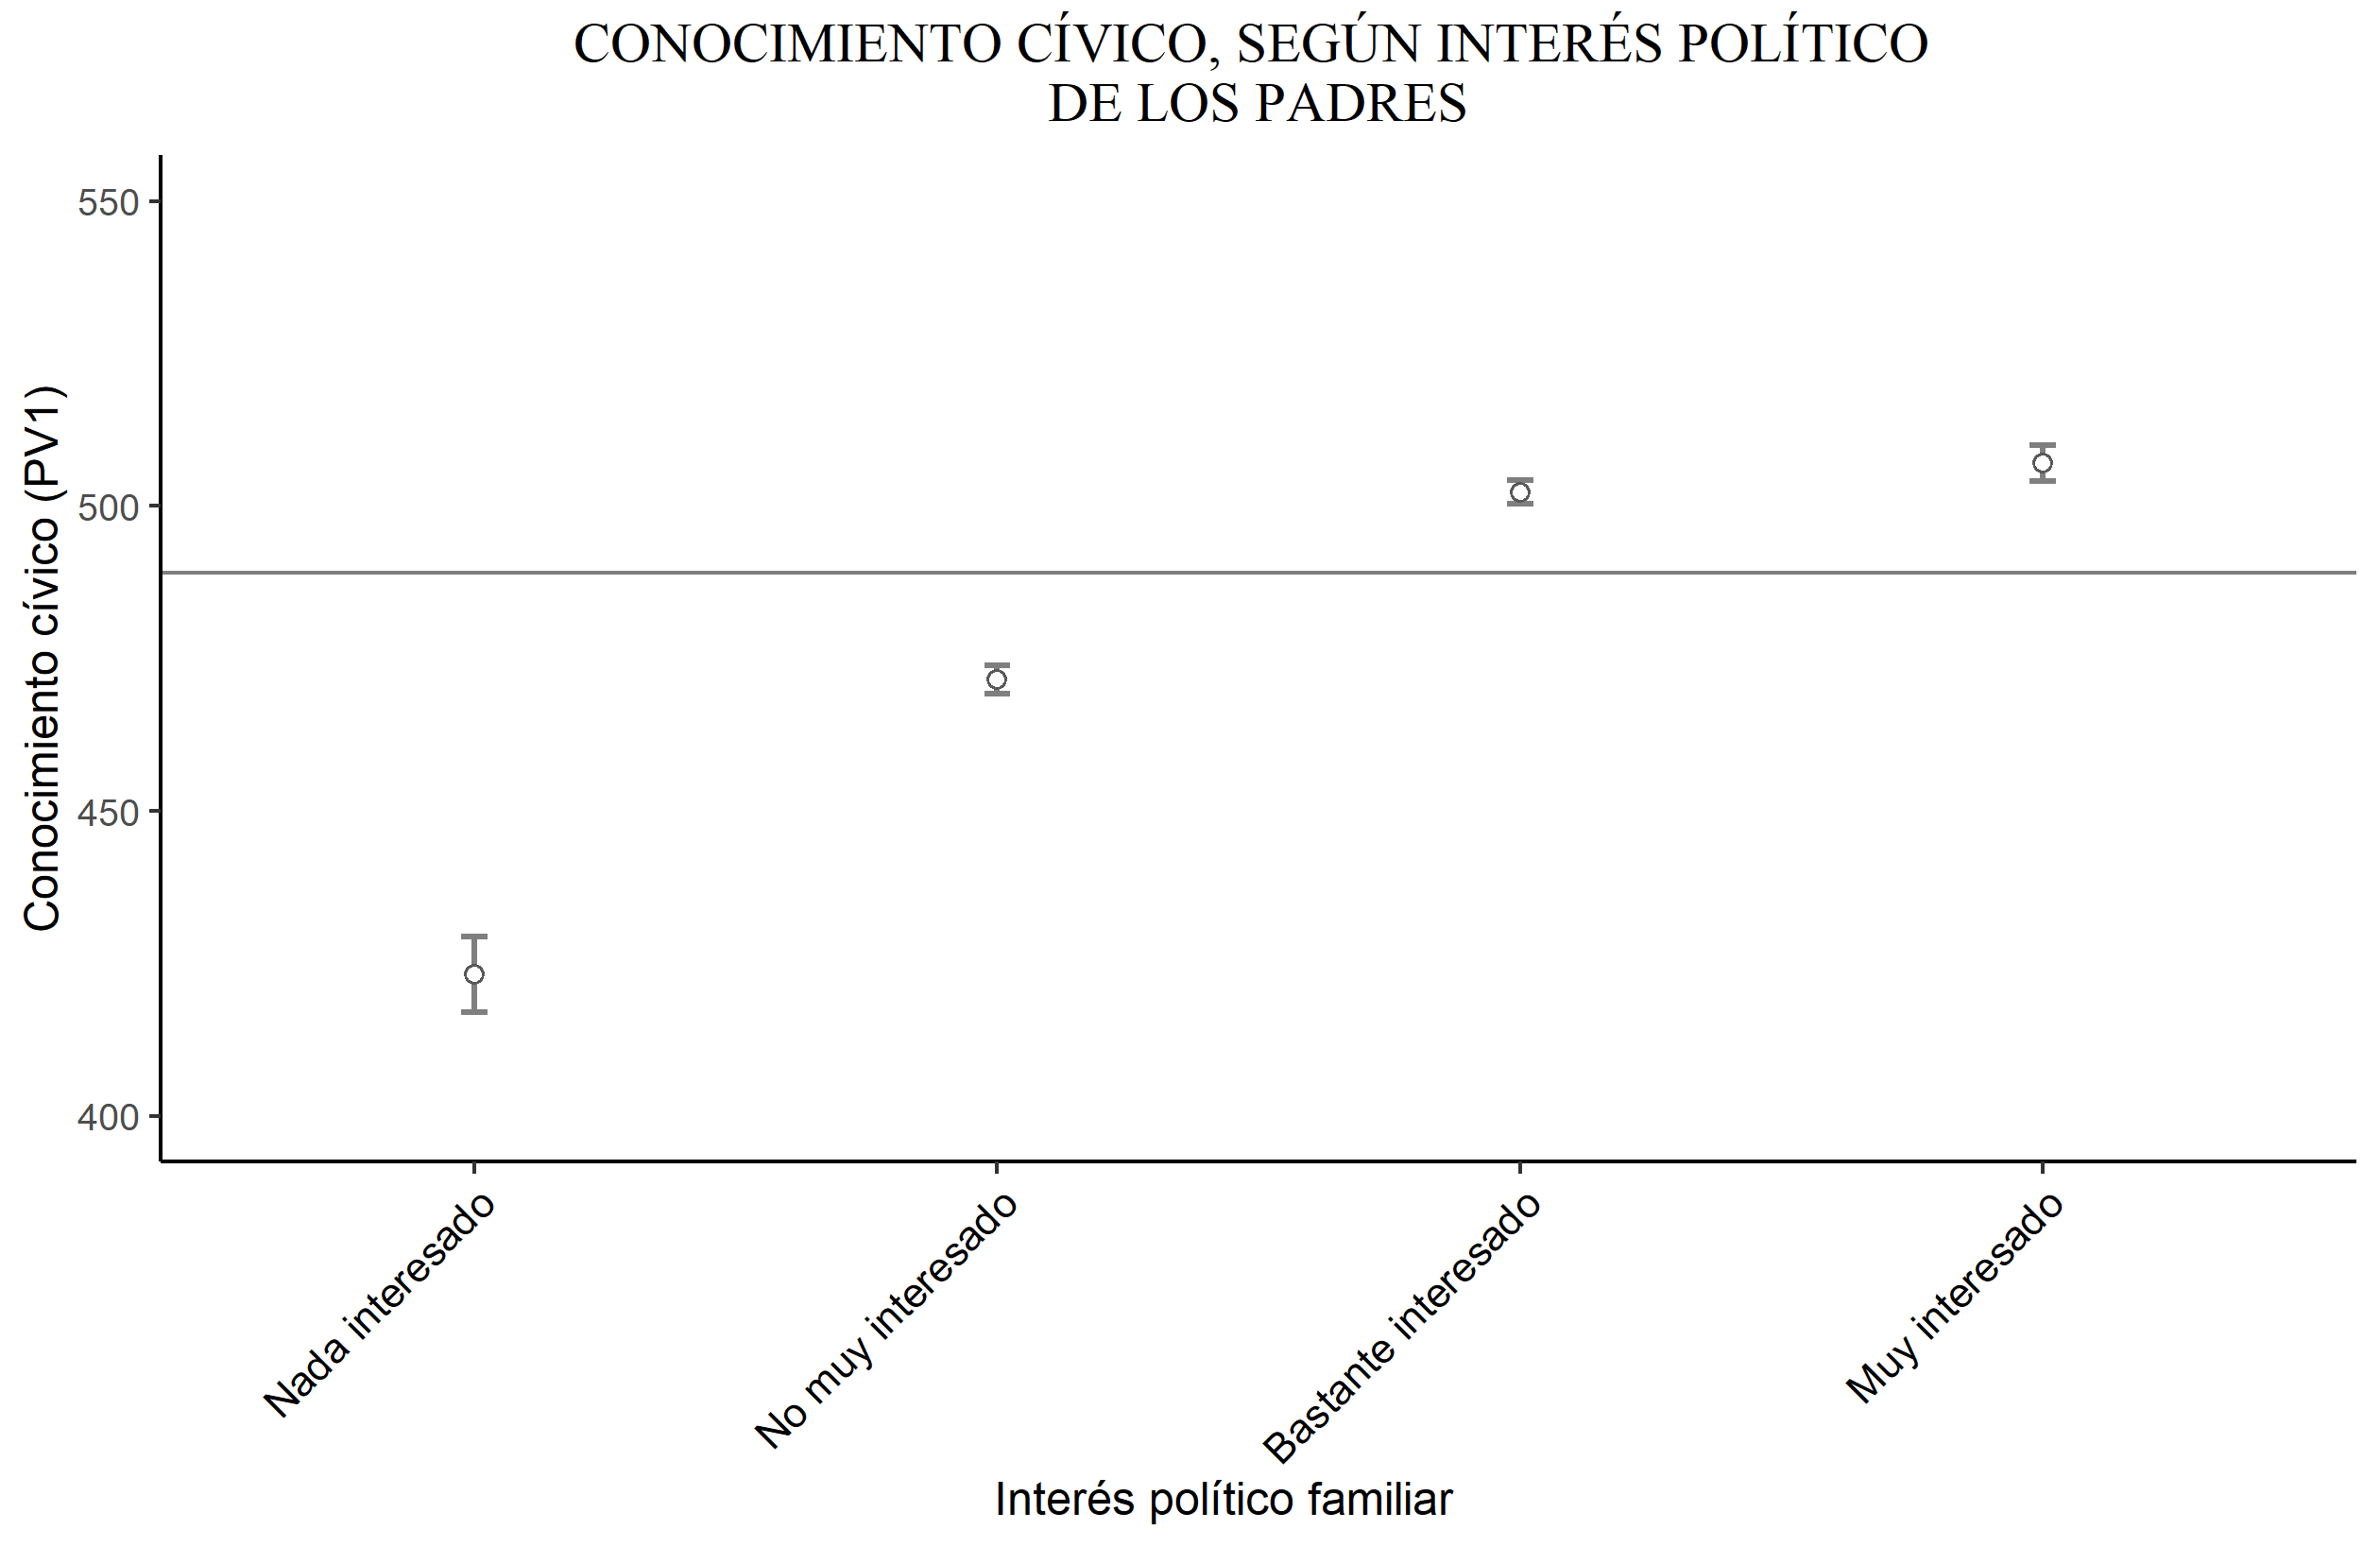 CONOCIMIENTO CÍVICO, SEGÚN INTERÉS POLÍTICO
DE LOS PADRES
Conocimiento cívico (PV1)
550
500
450
400
Nada interesado
No muy interesado
Bastante interesado
Muy interesado
Interés político familiar